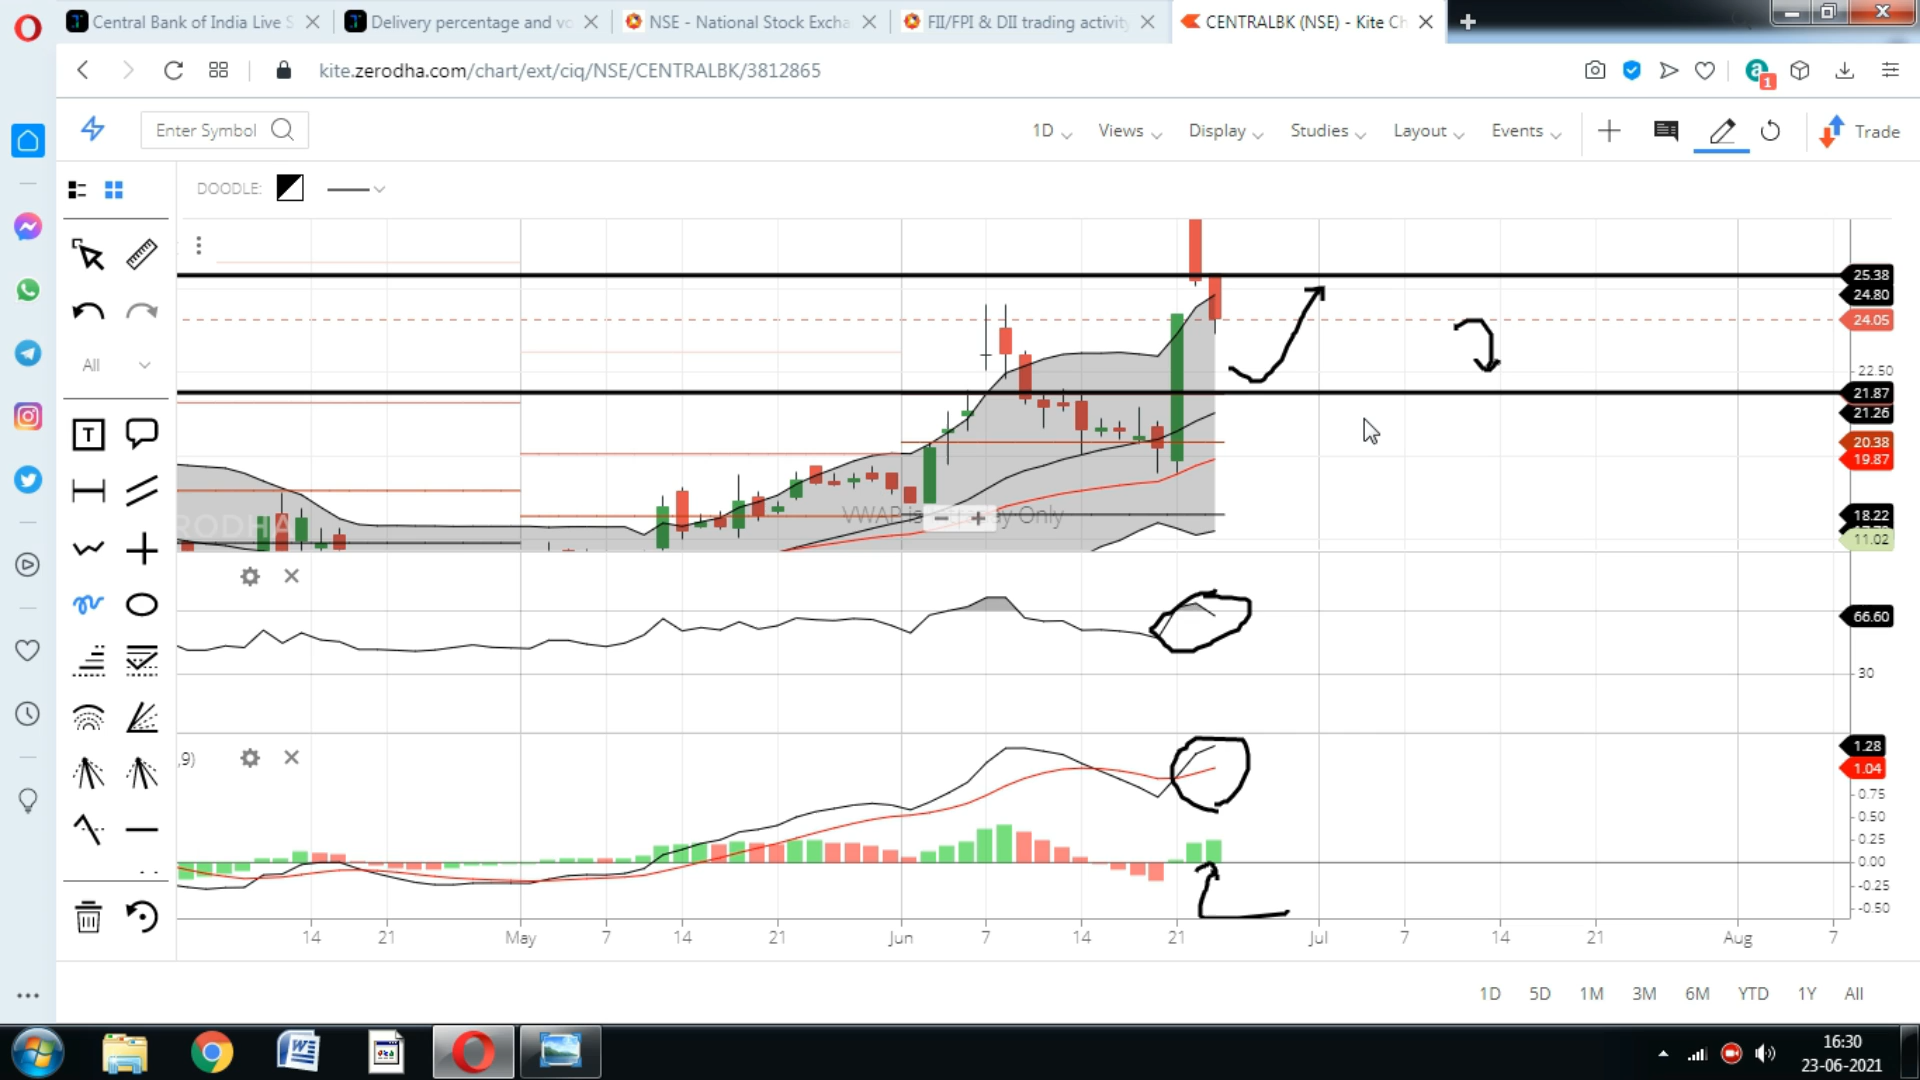 Central Bank of India Live S
Delivery percentage and vo
NSE - National Stock Excha
FII/FPI & DII trading activity
CENTRALBK (NSE) - Kite Ch
kite.zerodha.com/chart/ext/ciq/NSE/CENTRALBK/3812865
1
Enter Symbol
1D
Views
Display
Studies
Layout
Events
Trade
DOODLE:
All
T
25.38
24.80
24.05
22.50
21.87
21.26
20.38
19.87
18.22
11.02
66.60
30
,9)
1.28
1.04
0.75
0.50
0.25
0.00
-0.25
-0.50
14 21 May 7 14 21 Jun 7 14 21 Jul 7 14 21 Aug 7
1D 5D 1M 3M 6M YTD 1Y All
16:30
23-06-2021